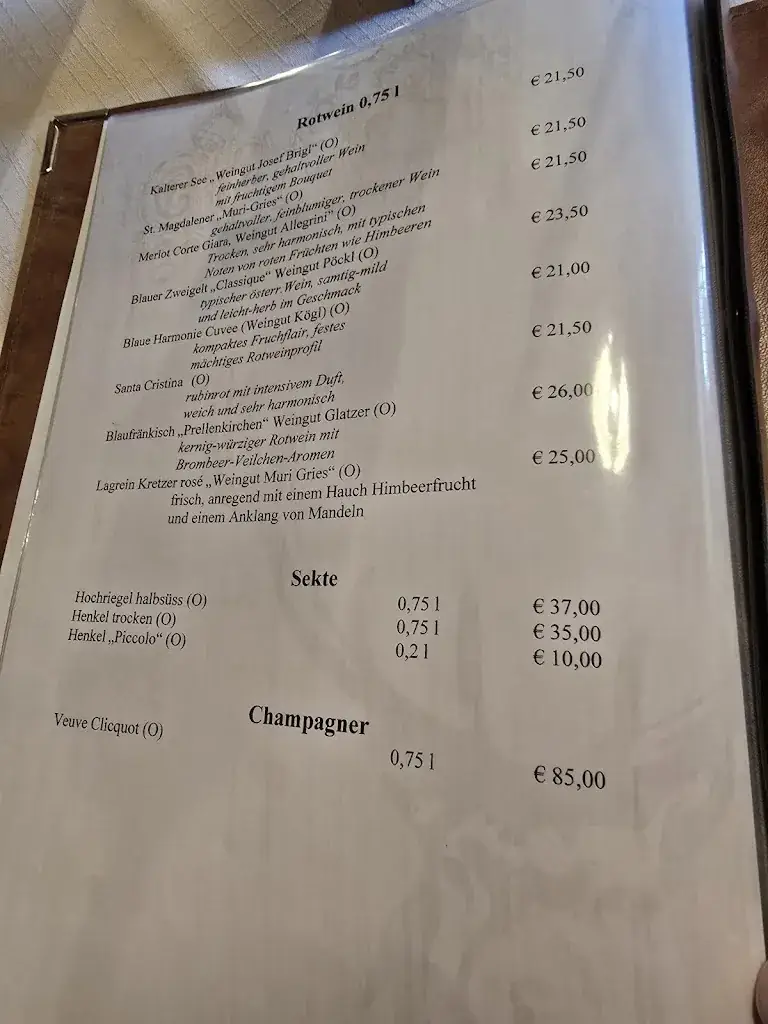 Rotwein 0,75 l
Kalterer See „Weingut Josef Brigl“ (O) € 21,50
feinherber, gehaltvoller Wein
mit fruchtigem Bouquet
St. Magdalener „Muri-Gries“ (O) € 21,50
gehaltvoller, feinblumiger, trockener Wein
Merlot Corte Giara, Weingut Allegrini“ (O) € 21,50
Trocken, sehr harmonisch, mit typischen
Noten von roten Früchten wie Himbeeren
Blauer Zweigelt „Classique“ Weingut Pöckl (O) € 23,50
typischer österr. Wein, samtig-mild
und leicht-herb im Geschmack
Blaue Harmonie Cuvee (Weingut Kögl) (O) € 21,00
kompaktes Fruchflair, festes
mächtiges Rotweinprofil
Santa Cristina (O) € 21,50
rubinrot mit intensivem Duft,
weich und sehr harmonisch
Blaufränkisch „Prellenkirchen“ Weingut Glatzer (O) € 26,00
kernig-würziger Rotwein mit
Brombeer-Veilchen-Aromen
Lagrein Kretzer rosé „Weingut Muri Gries“ (O) € 25,00
frisch, anregend mit einem Hauch Himbeerfrucht
und einem Anklang von Mandeln
Sekte
Hochriegel halbsüss (O) 0,75 l € 37,00
Henkel trocken (O) 0,75 l € 35,00
Henkel „Piccolo“ (O) 0,2 l € 10,00
Champagner
Veuve Clicquot (O) 0,75 l € 85,00